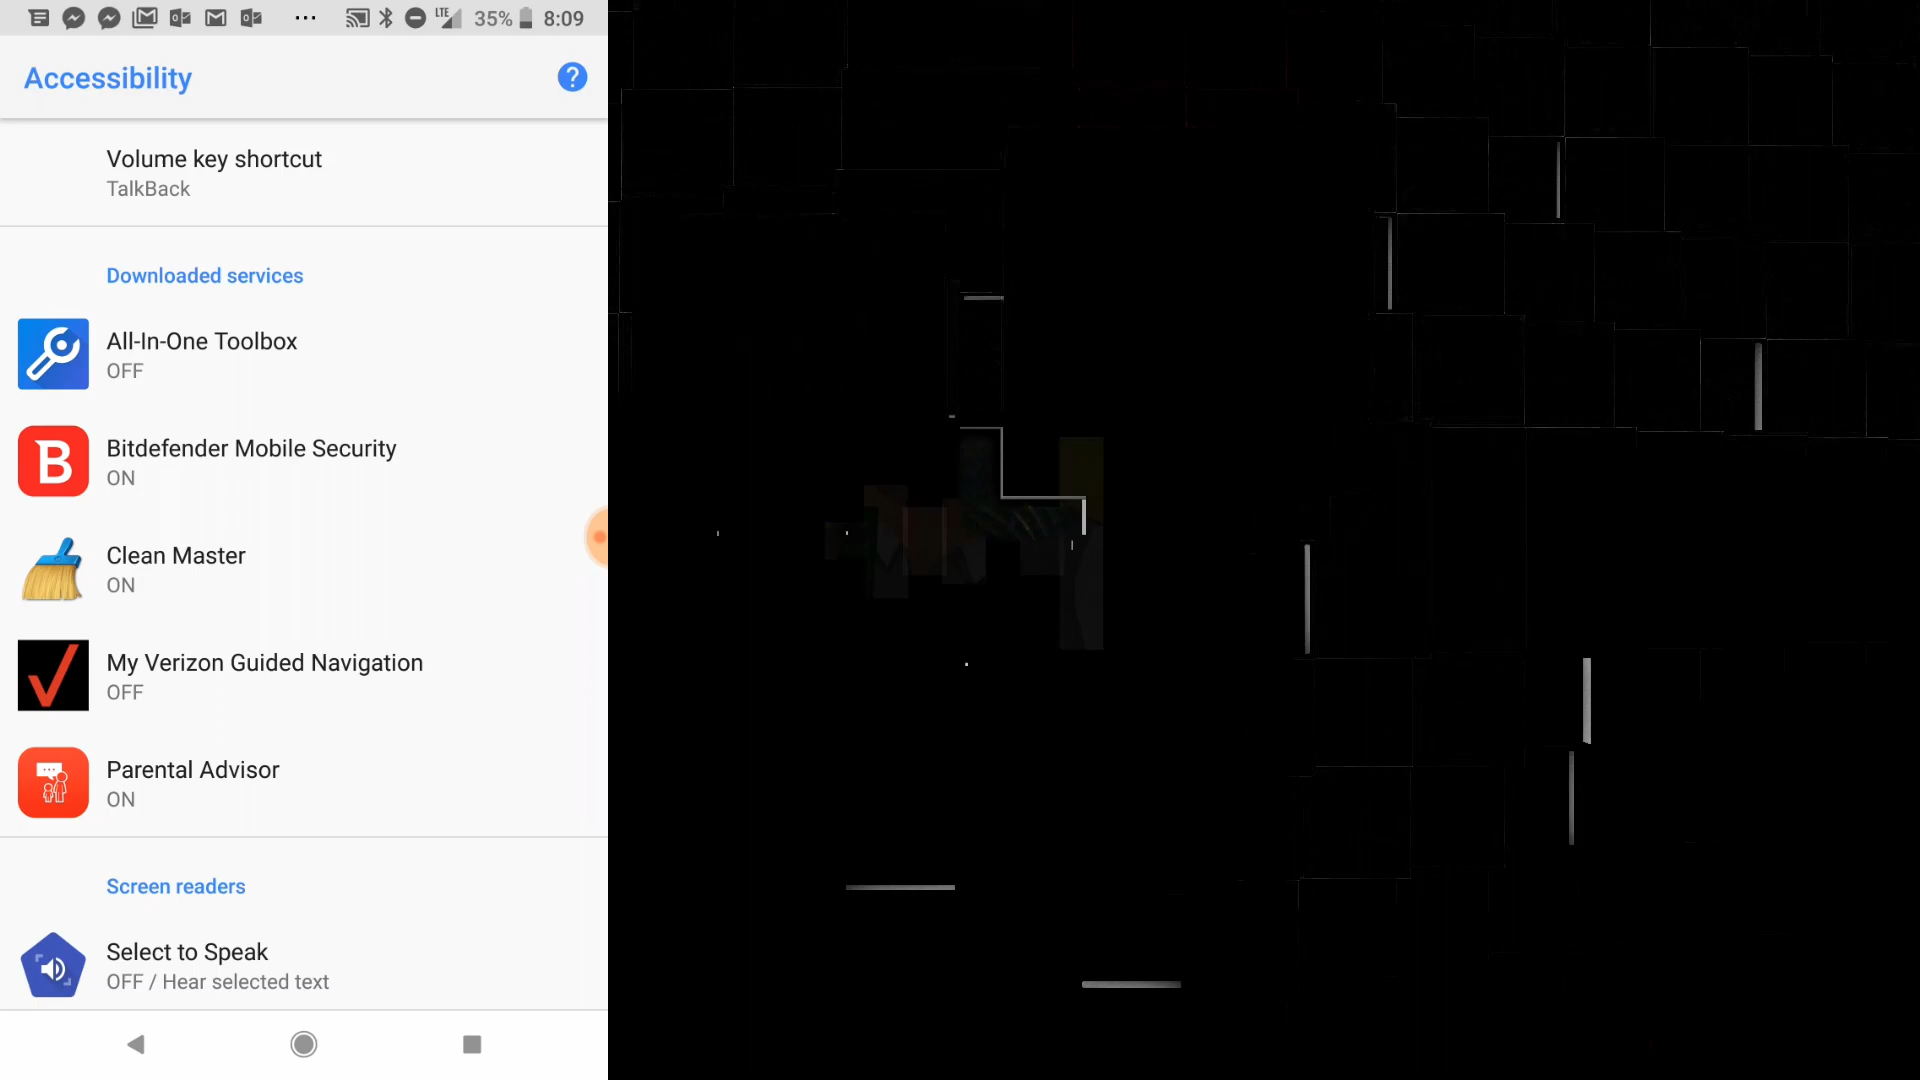 35% 8:09
Accessibility
Volume key shortcut
TalkBack
Downloaded services
All-In-One Toolbox
OFF
Bitdefender Mobile Security
ON
Clean Master
ON
My Verizon Guided Navigation
OFF
Parental Advisor
ON
Screen readers
Select to Speak
OFF / Hear selected text